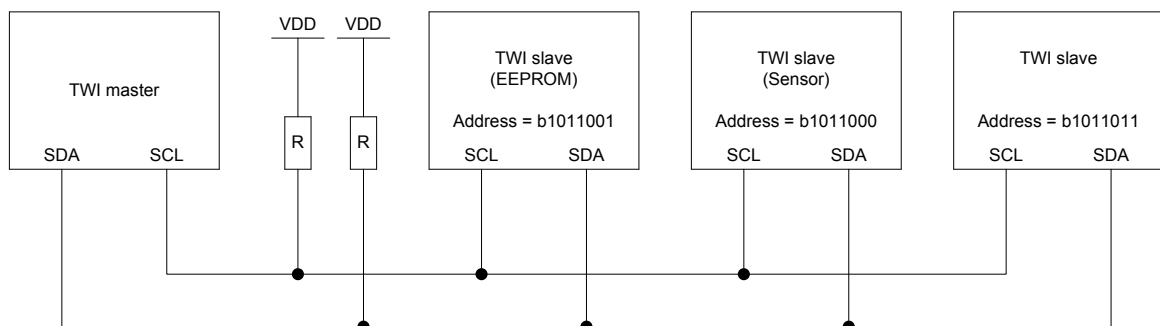 TWI master
SDA SCL
VDD VDD
R R
TWI slave
(EEPROM)
Address = b1011001
SCL SDA
TWI slave
(Sensor)
Address = b1011000
SCL SDA
TWI slave
Address = b1011011
SCL SDA